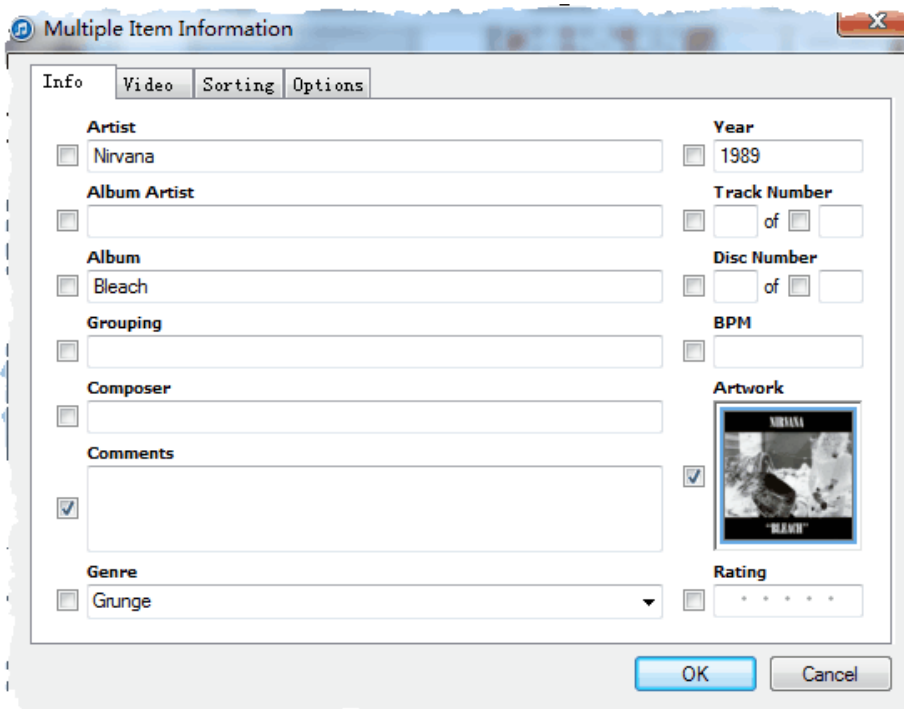 Multiple Item Information
Info Video Sorting Options
Artist
Nirvana
Year
1989
Album Artist
Track Number
of
Album
Bleach
Disc Number
of
Grouping
BPM
Composer
Artwork
NIRVANA
"BLEACH"
Comments
Genre
Grunge
Rating
OK Cancel